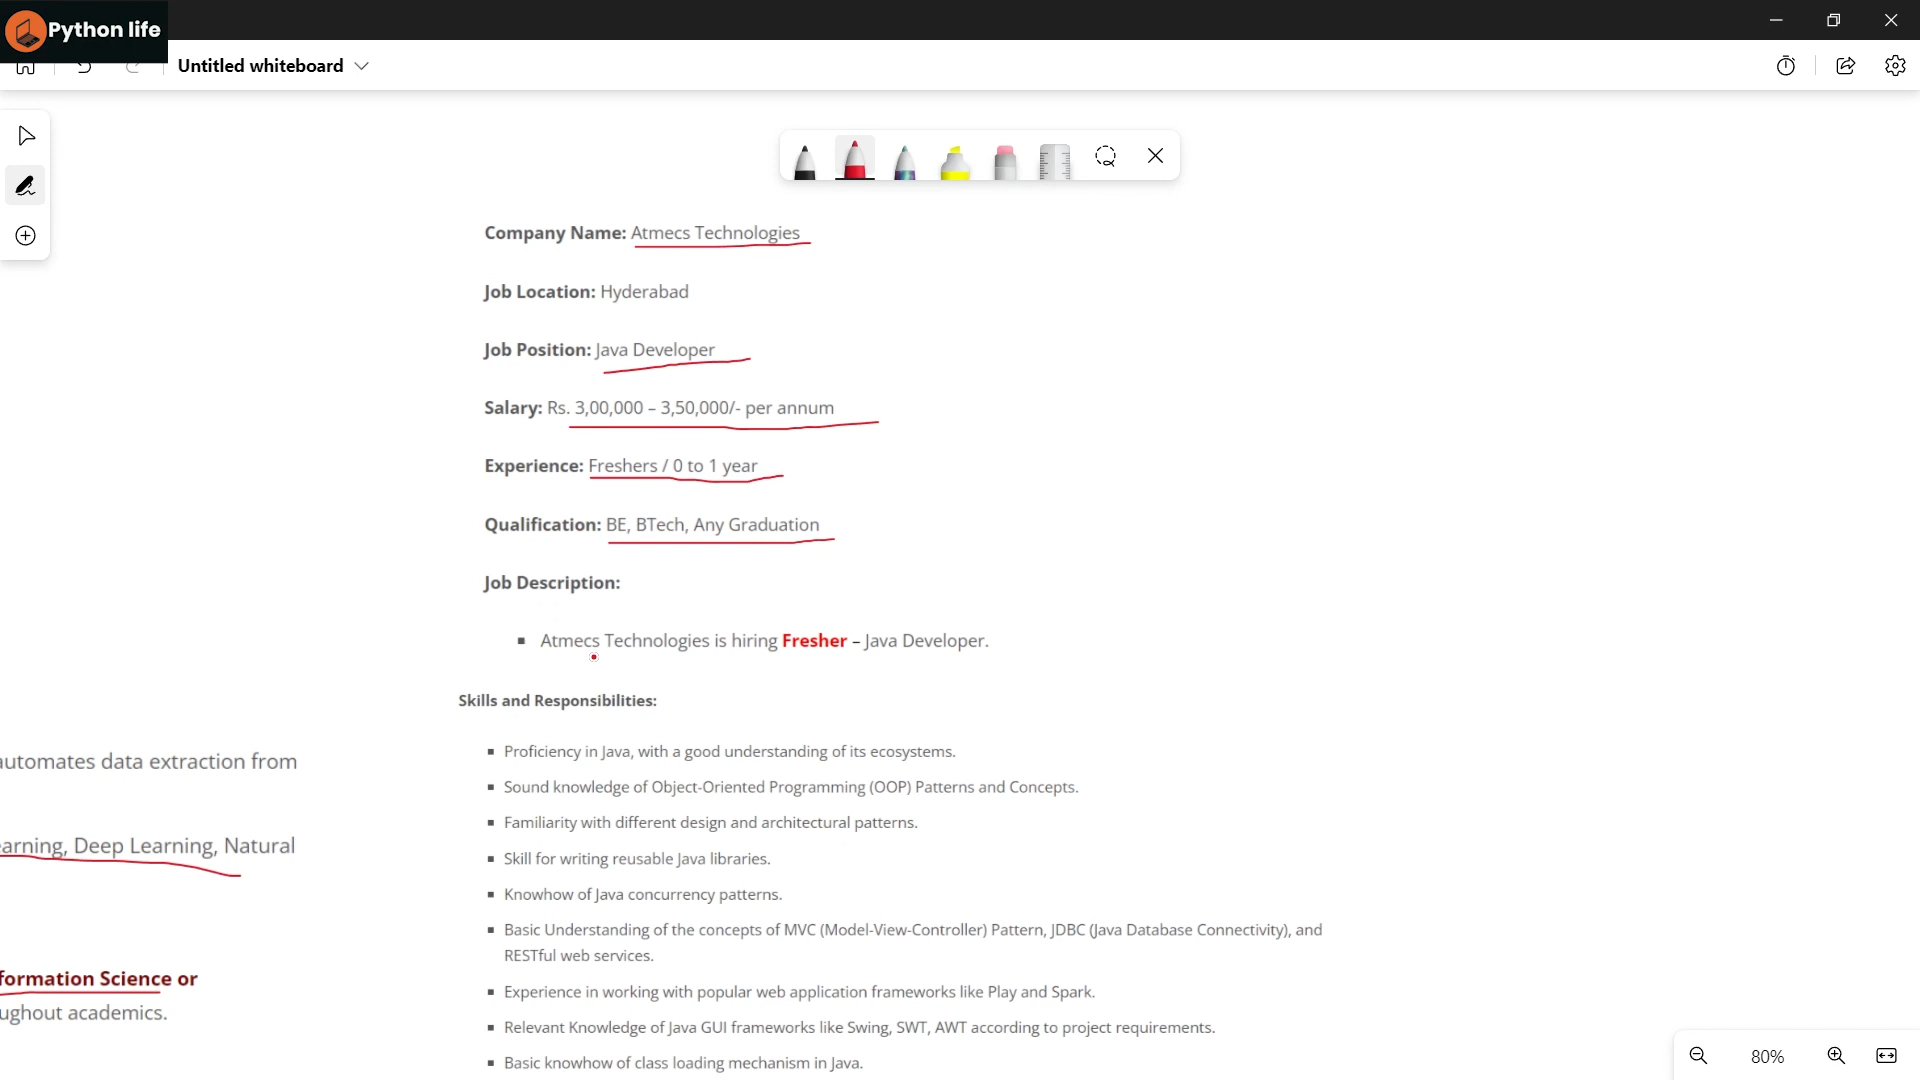 Python life
Untitled whiteboard
Company Name: Atmecs Technologies
Job Location: Hyderabad
Job Position: Java Developer
Salary: Rs. 3,00,000 – 3,50,000/- per annum
Experience: Freshers / 0 to 1 year
Qualification: BE, BTech, Any Graduation
Job Description:
▪ Atmecs Technologies is hiring Fresher – Java Developer.
Skills and Responsibilities:
▪ Proficiency in Java, with a good understanding of its ecosystems.
▪ Sound knowledge of Object-Oriented Programming (OOP) Patterns and Concepts.
▪ Familiarity with different design and architectural patterns.
▪ Skill for writing reusable Java libraries.
▪ Knowhow of Java concurrency patterns.
▪ Basic Understanding of the concepts of MVC (Model-View-Controller) Pattern, JDBC (Java Database Connectivity), and
RESTful web services.
▪ Experience in working with popular web application frameworks like Play and Spark.
▪ Relevant Knowledge of Java GUI frameworks like Swing, SWT, AWT according to project requirements.
▪ Basic knowhow of class loading mechanism in Java.
automates data extraction from
earning, Deep Learning, Natural
formation Science or
ughout academics.
80%